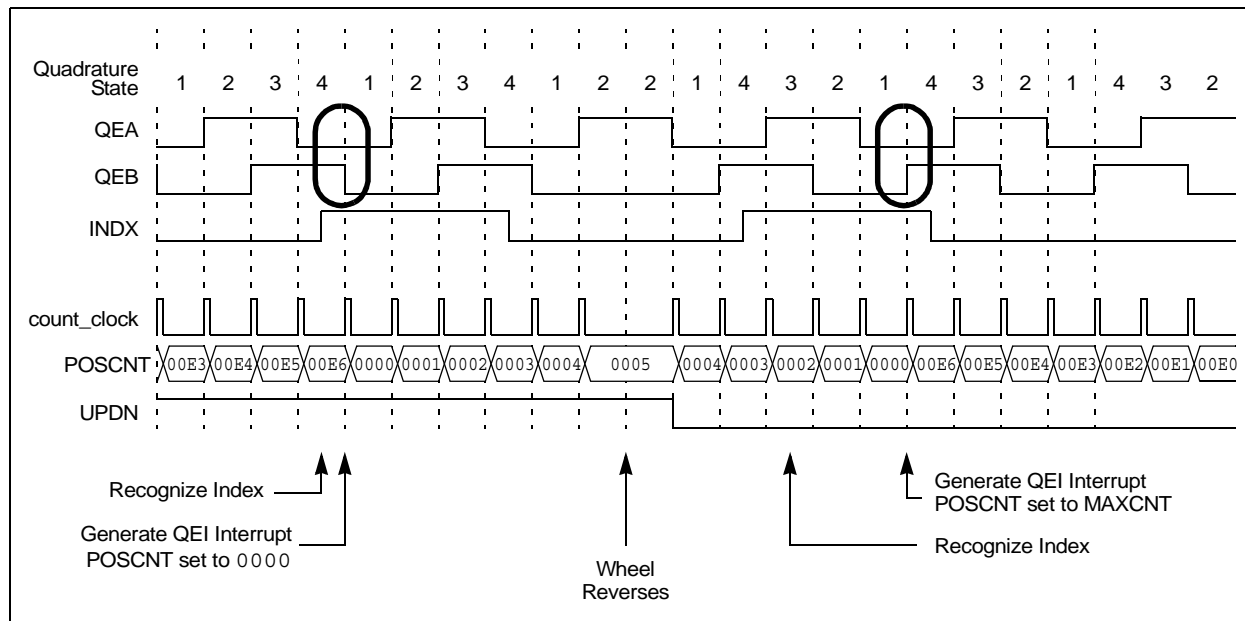 Quadrature
State
1 2 3 4 1 2 3 4 1 2 2 1 4 3 2 1 4 3 2 1 4 3 2
QEA
QEB
INDX
count_clock
POSCNT 00E3 00E4 00E5 00E6 0000 0001 0002 0003 0004 0005 0004 0003 0002 0001 0000 00E6 00E5 00E4 00E3 00E2 00E1 00E0
UPDN
Recognize Index
Generate QEI Interrupt
POSCNT set to 0000
Wheel
Reverses
Generate QEI Interrupt
POSCNT set to MAXCNT
Recognize Index